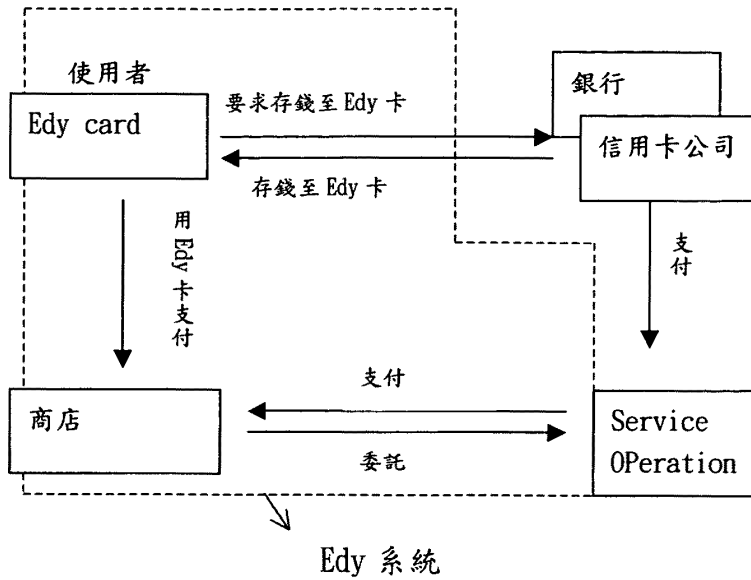 使用者
Edy card
要求存錢至 Edy 卡
存錢至 Edy 卡
銀行
信用卡公司
用 Edy 卡支付
支付
商店
支付
委託
Service
OPeration
Edy 系統